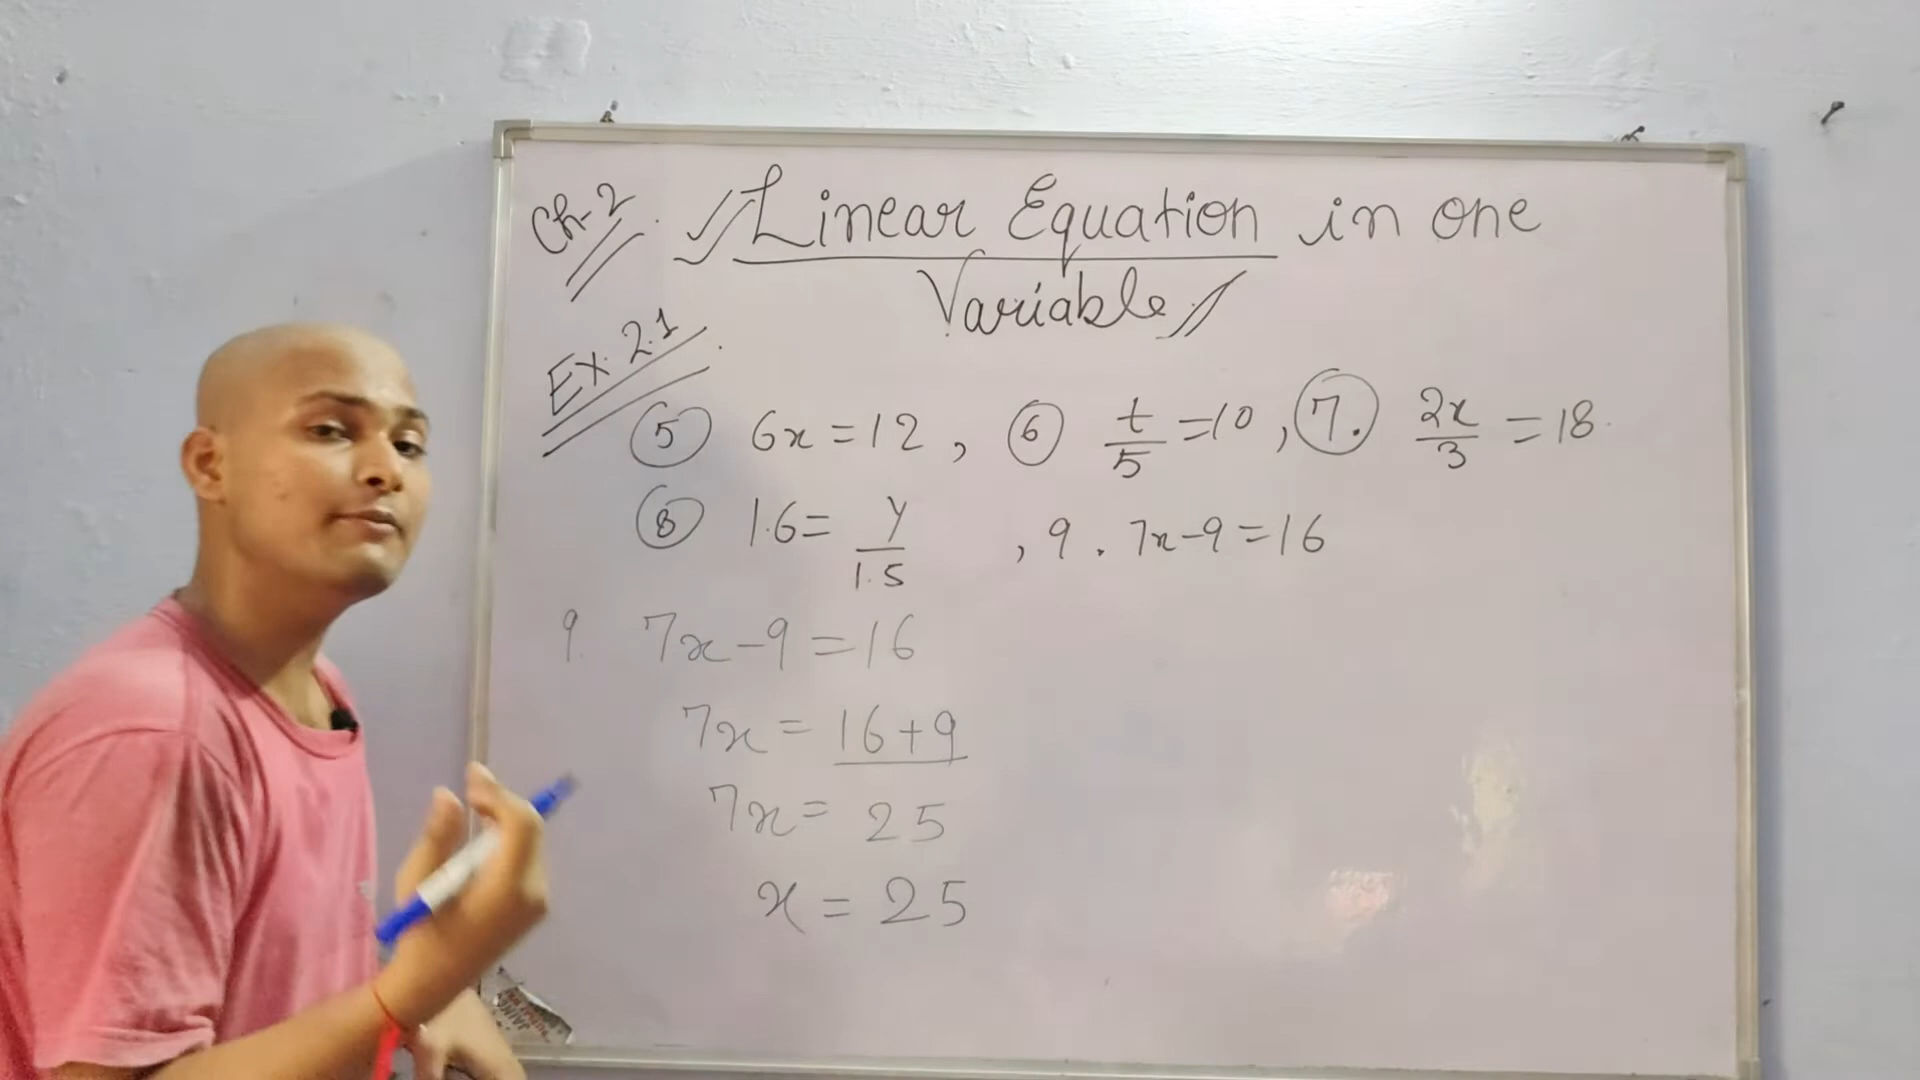 Ch-2 Linear Equation in one
Variable
Ex. 2.1
5 6x = 12 , 6 t/5 = 10 , 7. 2x/3 = 18
8 1.6 = y/1.5 , 9. 7x-9=16
9. 7x-9=16
7x = 16+9
7x = 25
x = 25